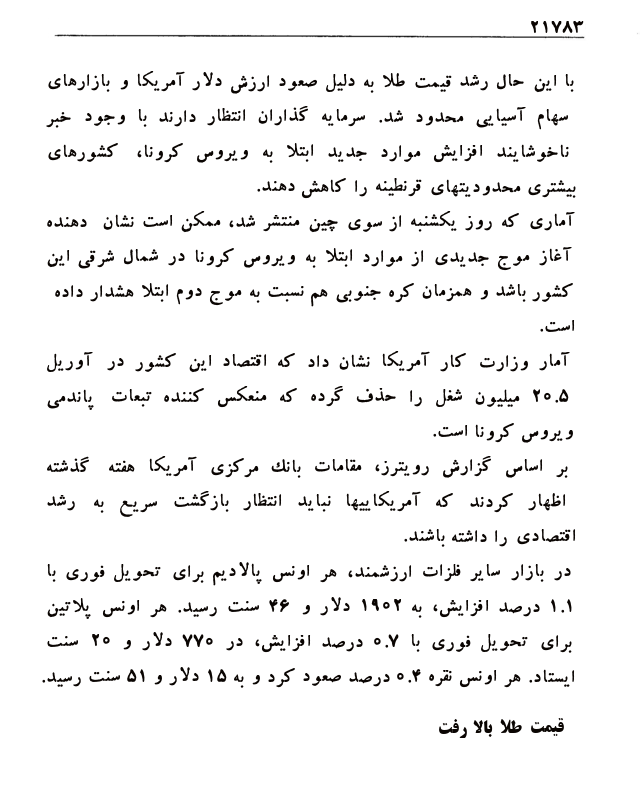 ۲۱۷۸۳
با این حال رشد قیمت طلا به دلیل صعود ارزش دلار آمریکا و بازارهای
سهام آسیایی محدود شد. سرمایه گذاران انتظار دارند با وجود خبر
ناخوشایند افزایش موارد جدید ابتلا به ویروس کرونا، کشورهای
بیشتری محدودیتهای قرنطینه را کاهش دهند.
آماری که روز یکشنبه از سوی چین منتشر شد، ممکن است نشان دهنده
آغاز موج جدیدی از موارد ابتلا به ویروس کرونا در شمال شرقی این
کشور باشد و همزمان کره جنوبی هم نسبت به موج دوم ابتلا هشدار داده
است.
آمار وزارت کار آمریکا نشان داد که اقتصاد این کشور در آوریل
۲۰.۵ میلیون شغل را حذف گرده که منعکس کننده تبعات پاندمی
ویروس کرونا است.
بر اساس گزارش رویترز، مقامات بانك مرکزی آمریکا هفته گذشته
اظهار کردند که آمریکاییها نباید انتظار بازگشت سریع به رشد
اقتصادی را داشته باشند.
در بازار سایر فلزات ارزشمند، هر اونس پالادیم برای تحویل فوری با
۱.۱ درصد افزایش، به ۱۹۰۲ دلار و ۴۶ سنت رسید. هر اونس پلاتین
برای تحویل فوری با ۰.۷ درصد افزایش، در ۷۷۰ دلار و ۲۰ سنت
ایستاد. هر اونس نقره ۰.۴ درصد صعود کرد و به ۱۵ دلار و ۵۱ سنت رسید.
قیمت طلا بالا رفت